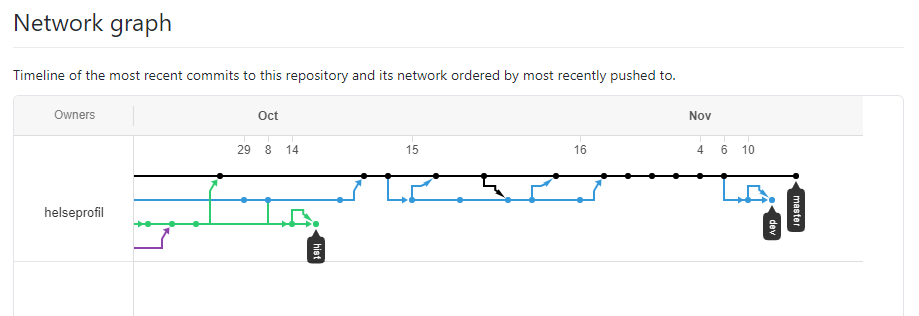 Network graph
Timeline of the most recent commits to this repository and its network ordered by most recently pushed to.
Owners Oct Nov
29 8 14 15 16 4 6 10
helseprofil
master
dev
hist